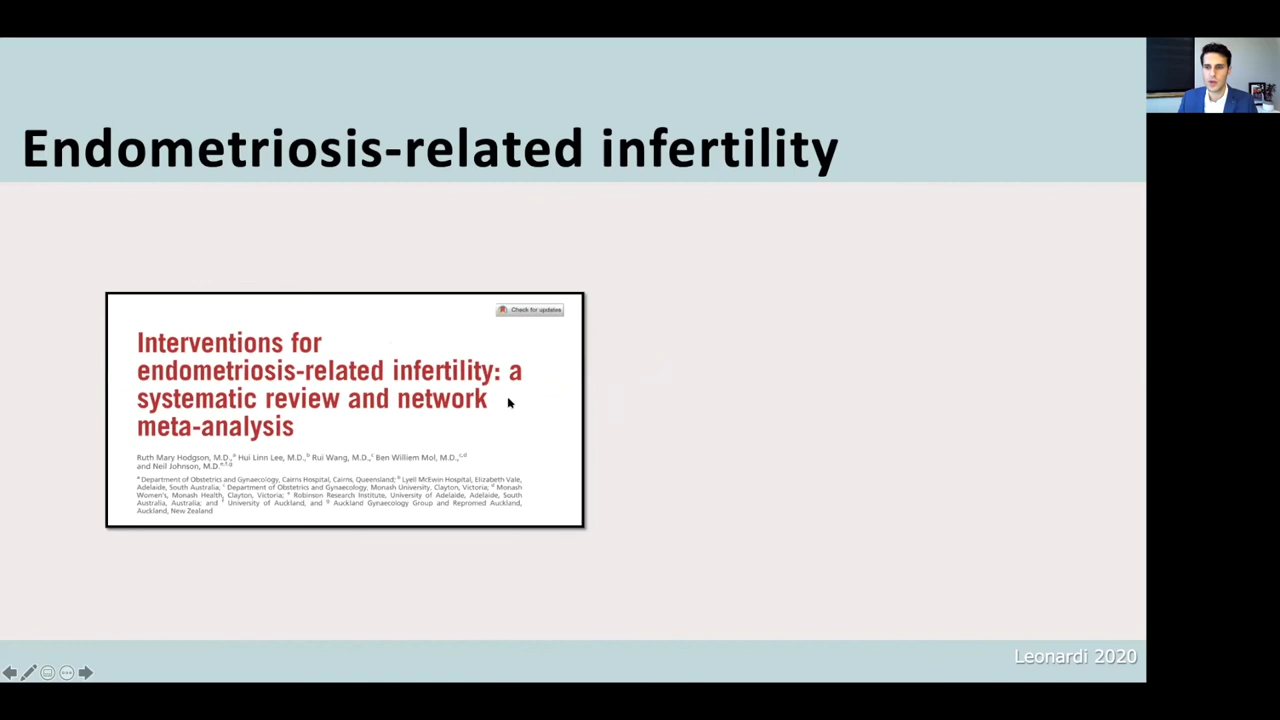 Endometriosis-related infertility
Check for updates
Interventions for
endometriosis-related infertility: a
systematic review and network
meta-analysis
Ruth Mary Hodgson, M.D.,a Hui Linn Lee, M.D.,b Rui Wang, M.D.,c Ben Williem Mol, M.D.,c,d
and Neil Johnson, M.D.e,f,g
a Department of Obstetrics and Gynaecology, Cairns Hospital, Cairns, Queensland; b Lyell McEwin Hospital, Elizabeth Vale,
Adelaide, South Australia; c Department of Obstetrics and Gynaecology, Monash University, Clayton, Victoria; d Monash
Women's, Monash Health, Clayton, Victoria; e Robinson Research Institute, University of Adelaide, Adelaide, South
Australia, Australia; and f University of Auckland, and g Auckland Gynaecology Group and Repromed Auckland,
Auckland, New Zealand
Leonardi 2020